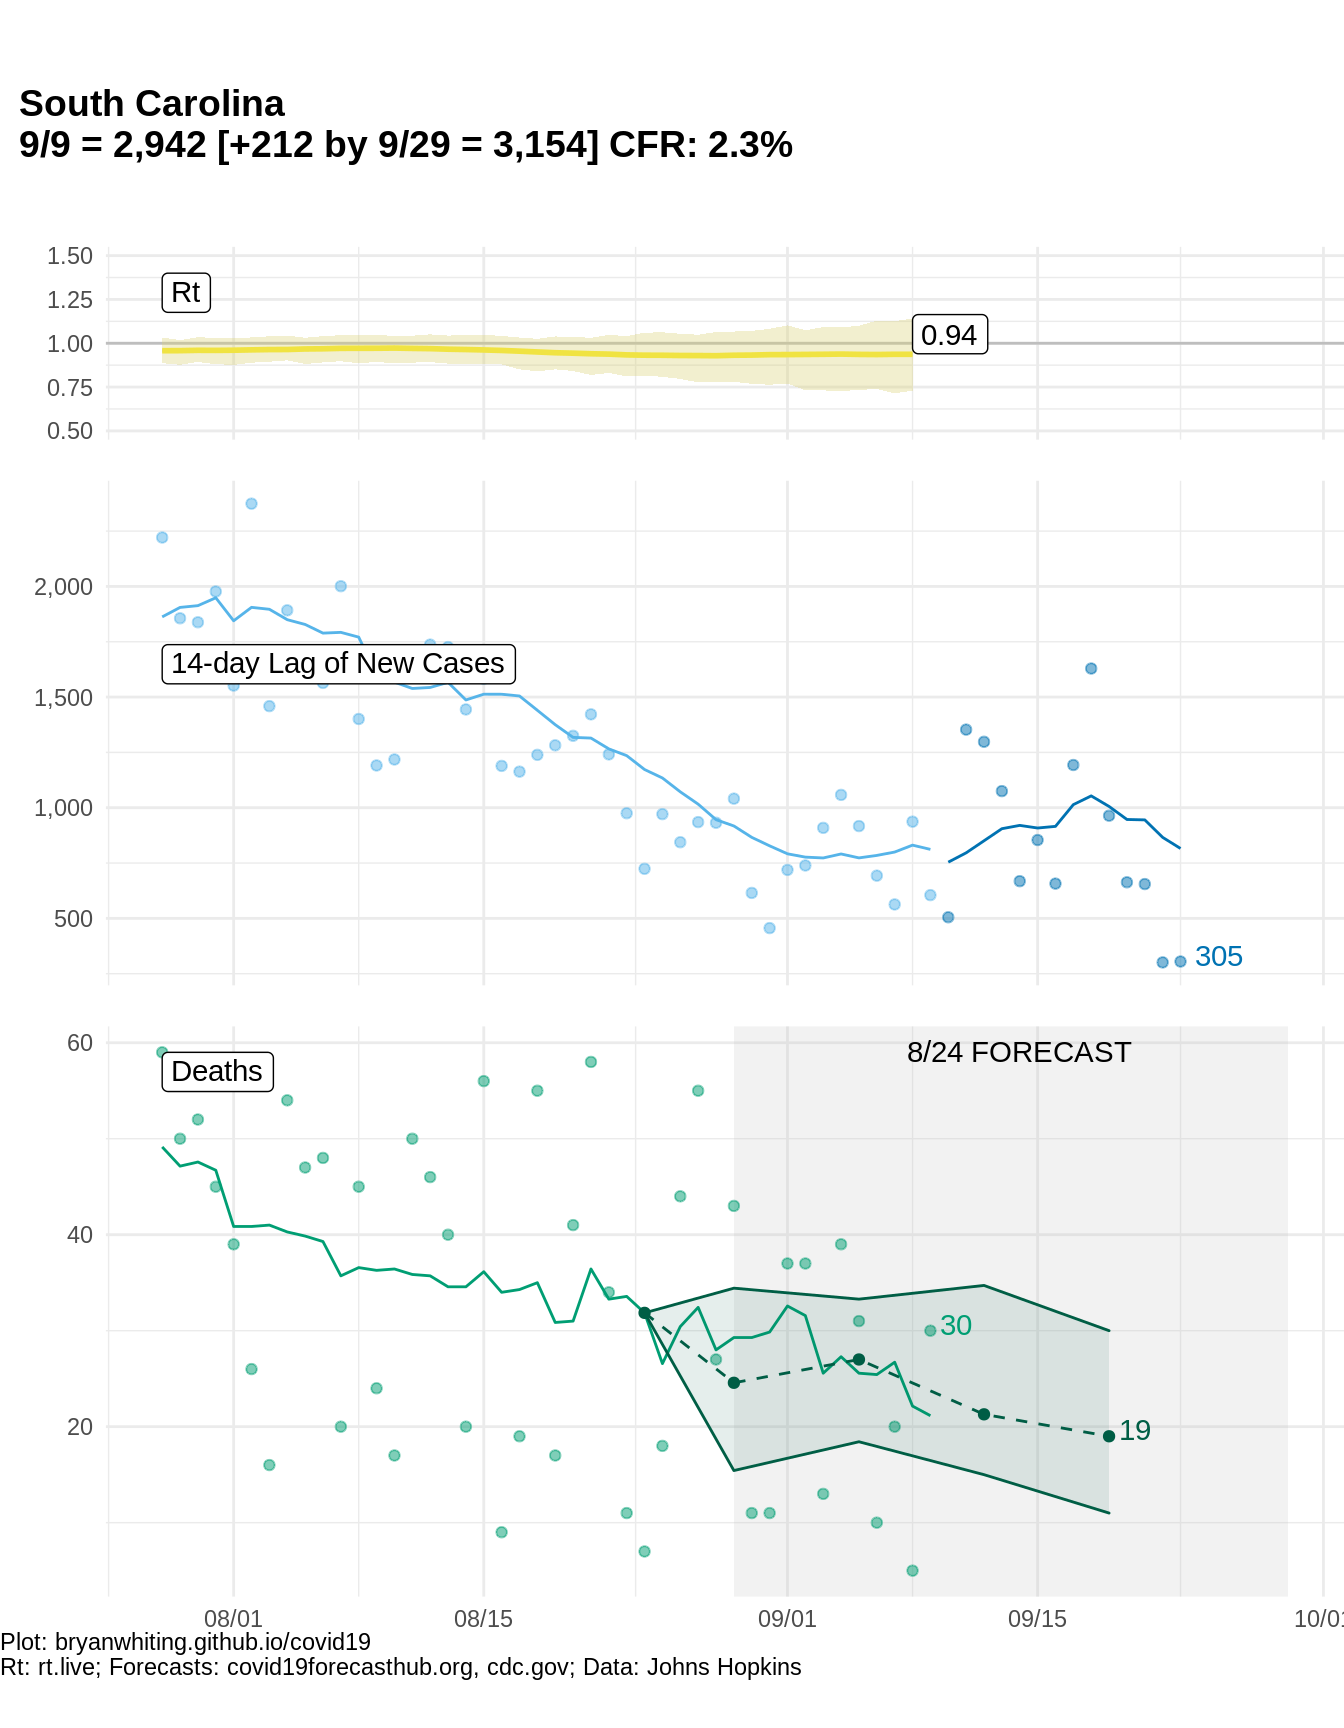 South Carolina
9/9 = 2,942 [+212 by 9/29 = 3,154] CFR: 2.3%
1.50
Rt
1.25
1.00
0.94
0.75
0.50
2,000
14-day Lag of New Cases
1,500
1,000
500
305
60
8/24 FORECAST
Deaths
40
30
20
19
08/01 08/15 09/01 09/15 10/01
Plot: bryanwhiting.github.io/covid19
Rt: rt.live; Forecasts: covid19forecasthub.org, cdc.gov; Data: Johns Hopkins